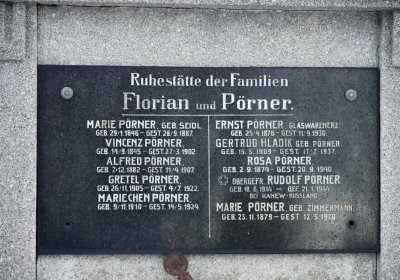 Ruhestätte der Familien
Florian und Pörner.
MARIE PÖRNER, GEB. SEIDL
GEB. 29.1.1846 - GEST. 28.9.1887.
VINCENZ PÖRNER,
GEB. 14.9.1845 - GEST. 27.3.1902
ALFRED PÖRNER,
GEB. 7.12.1882 - GEST. 11.4.1907.
GRETEL PÖRNER,
GEB. 26.11.1905 - GEST. 4.7.1922.
MARIECHEN PÖRNER,
GEB. 9.11.1910 - GEST. 14.5.1924.
ERNST PÖRNER, GLASWARENERZ.
GEB. 25.4.1876 - GEST. 11.9.1930.
GERTRUD HLADIK, GEB. PÖRNER
GEB. 15.5.1909 - GEST. 17.7.1937.
ROSA PÖRNER,
GEB. 2.9.1874 - GEST. 20.9.1940.
OBERGEFR. RUDOLF PÖRNER
GEF. 21.1.1944
BEI KANEW-RUSSLAND
MARIE PÖRNER, GEB. ZIMMERMANN
GEB. 23.11.1879 - GEST. 12.5.1970